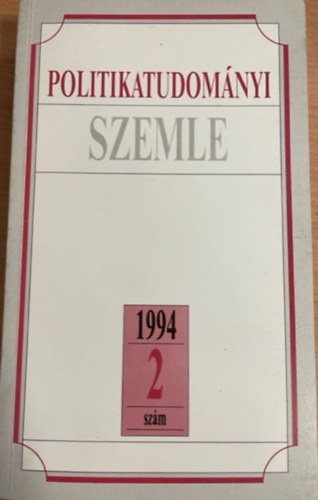 POLITIKATUDOMÁNYI
SZEMLE
1994
2
szám